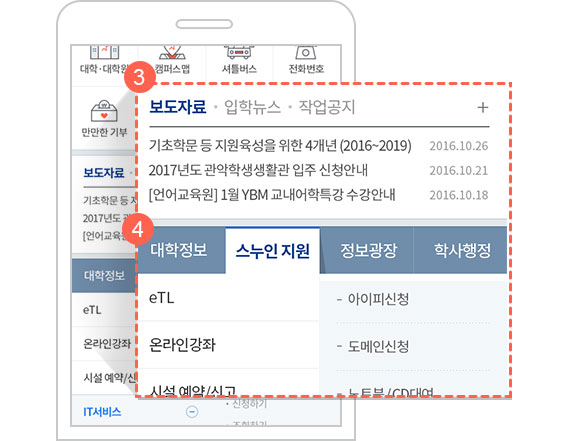 대학·대학원
캠퍼스맵
셔틀버스
전화번호
만만한 기부
3
보도자료 · 입학뉴스 · 작업공지 +
기초학문 등 지원육성을 위한 4개년 (2016~2019) 2016.10.26
2017년도 관악학생생활관 입주 신청안내 2016.10.21
[언어교육원] 1월 YBM 교내어학특강 수강안내 2016.10.18
보도자료
기초학문 등 지
2017년도 관
[언어교육원
4
대학정보 스누인 지원 정보광장 학사행정
eTL
온라인강좌
시설 예약/신고
- 아이피신청
- 도메인신청
- 노트북/CD대여
대학정보
eTL
온라인강좌
시설 예약/신
IT서비스
· 신청하기
· 조회하기